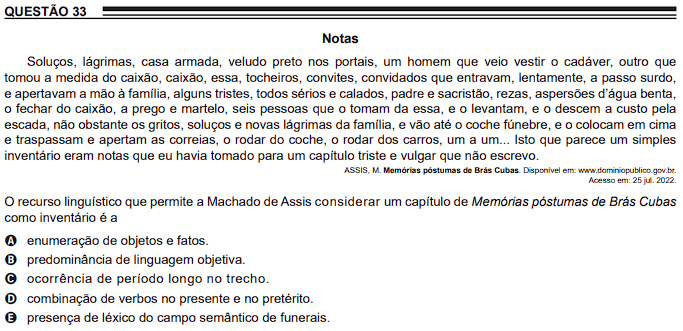 QUESTÃO 33
Notas
Soluços, lágrimas, casa armada, veludo preto nos portais, um homem que veio vestir o cadáver, outro que
tomou a medida do caixão, caixão, essa, tocheiros, convites, convidados que entravam, lentamente, a passo surdo,
e apertavam a mão à família, alguns tristes, todos sérios e calados, padre e sacristão, rezas, aspersões d'água benta,
o fechar do caixão, a prego e martelo, seis pessoas que o tomam da essa, e o levantam, e o descem a custo pela
escada, não obstante os gritos, soluços e novas lágrimas da família, e vão até o coche fúnebre, e o colocam em cima
e traspassam e apertam as correias, o rodar do coche, o rodar dos carros, um a um... Isto que parece um simples
inventário eram notas que eu havia tomado para um capítulo triste e vulgar que não escrevo.
ASSIS, M. Memórias póstumas de Brás Cubas. Disponível em: www.dominiopublico.gov.br.
Acesso em: 25 jul. 2022.
O recurso linguístico que permite a Machado de Assis considerar um capítulo de Memórias póstumas de Brás Cubas
como inventário é a
A enumeração de objetos e fatos.
B predominância de linguagem objetiva.
C ocorrência de período longo no trecho.
D combinação de verbos no presente e no pretérito.
E presença de léxico do campo semântico de funerais.